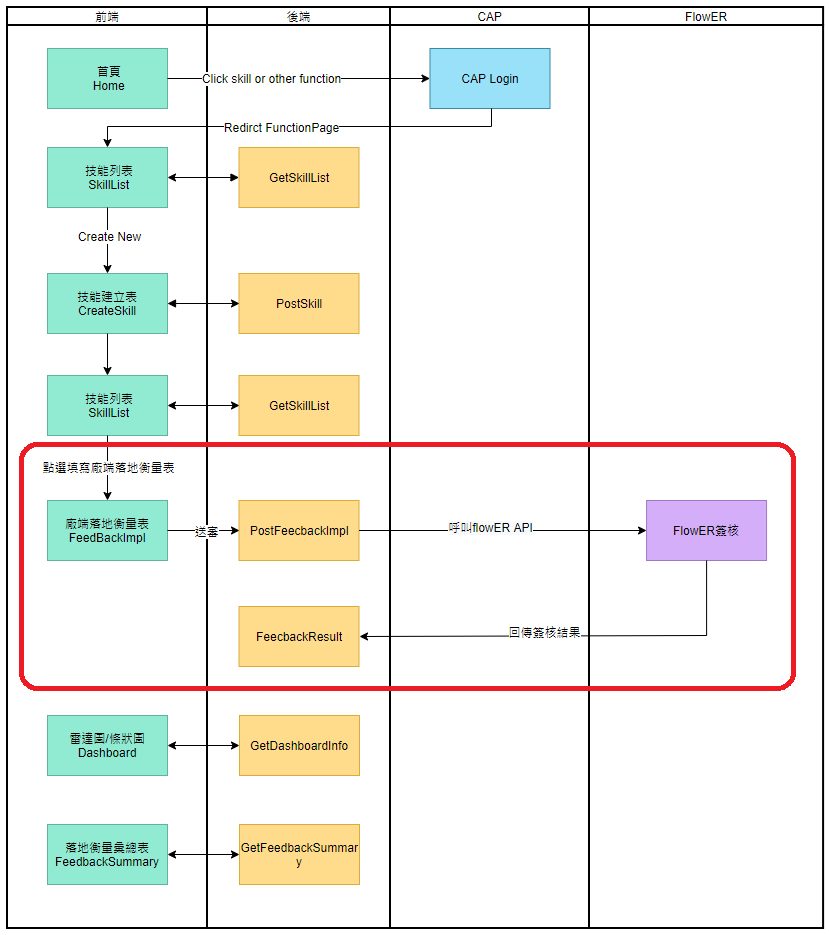 前端
後端
CAP
FlowER
首頁
Home
Click skill or other function
CAP Login
Redirct FunctionPage
技能列表
SkillList
GetSkillList
Create New
技能建立表
CreateSkill
PostSkill
技能列表
SkillList
GetSkillList
點選填寫廠端落地衡量表
廠端落地衡量表
FeedBackImpl
送審
PostFeecbackImpl
呼叫flowER API
FlowER簽核
FeecbackResult
回傳簽核結果
雷達圖/條狀圖
Dashboard
GetDashboardInfo
落地衡量彙總表
FeedbackSummary
GetFeedbackSummar
y